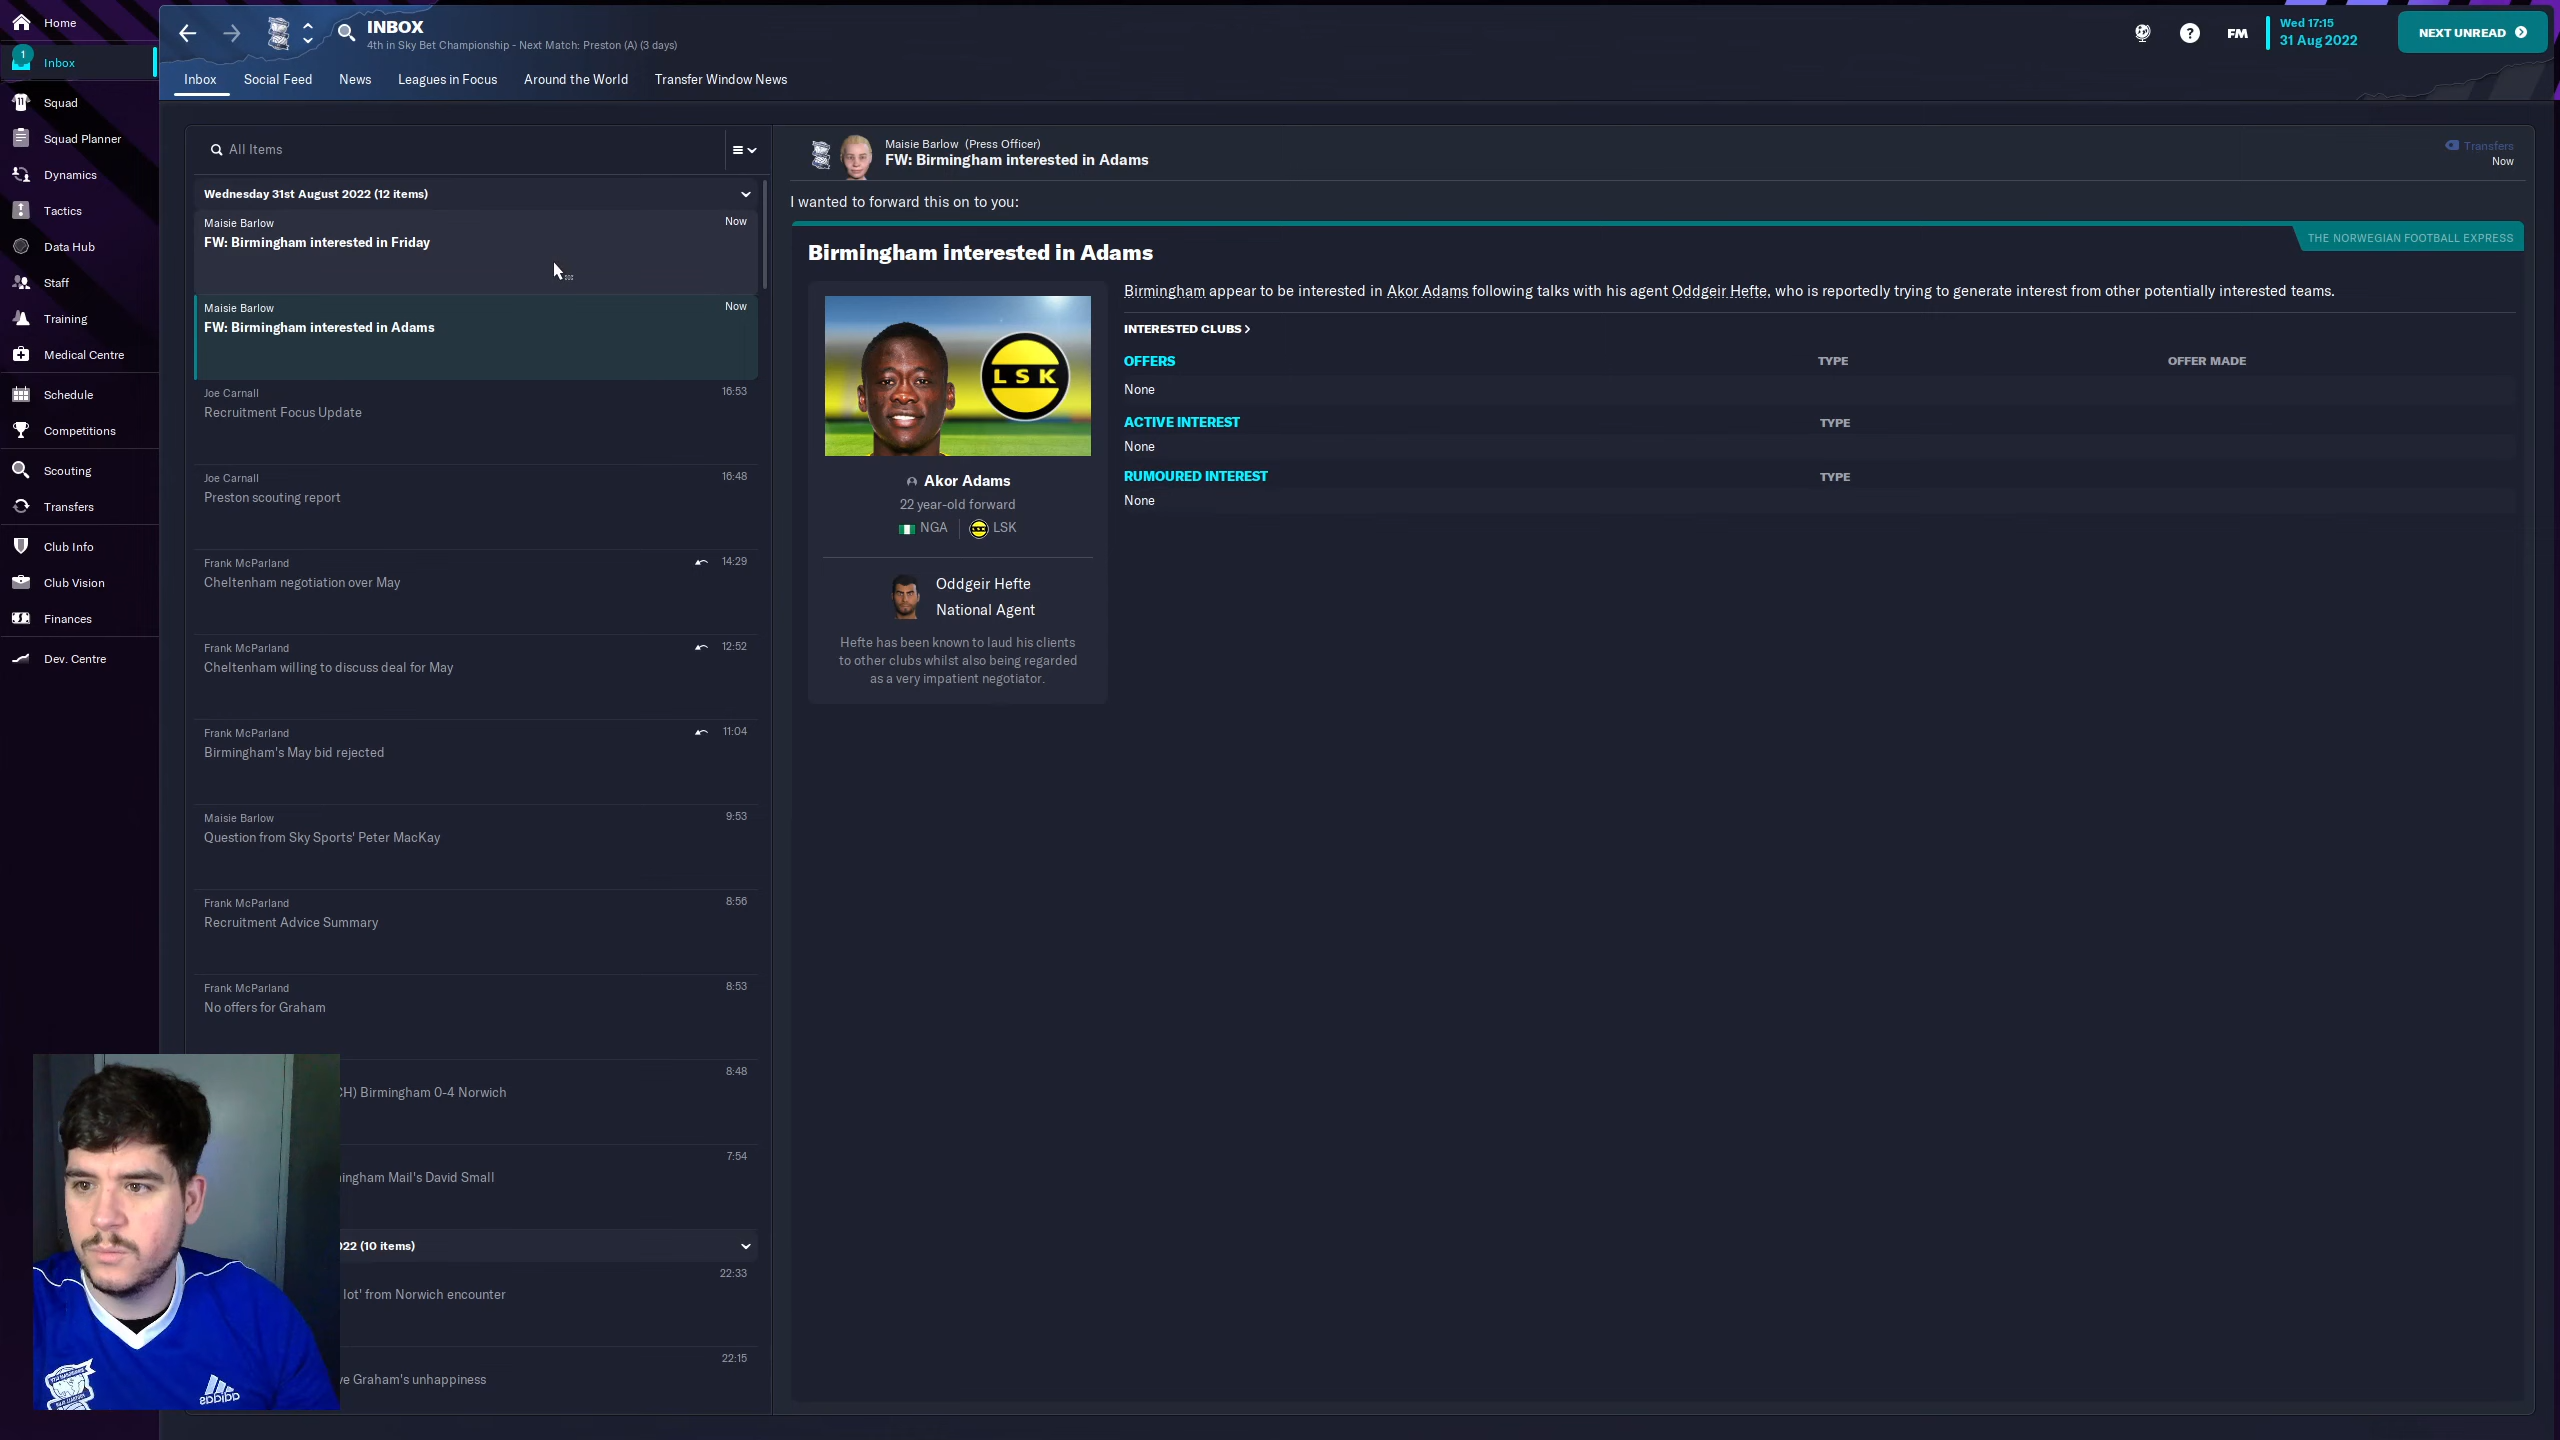 Home
Inbox
1
Squad
Squad Planner
Dynamics
Tactics
Data Hub
Staff
Training
Medical Centre
Schedule
Competitions
Scouting
Transfers
Club Info
Club Vision
Finances
Dev. Centre
INBOX
4th in Sky Bet Championship - Next Match: Preston (A) (3 days)
FM
Wed 17:15
31 Aug 2022
NEXT UNREAD
Inbox
Social Feed
News
Leagues in Focus
Around the World
Transfer Window News
All Items
Wednesday 31st August 2022 (12 items)
Maisie Barlow Now
FW: Birmingham interested in Friday
Maisie Barlow Now
FW: Birmingham interested in Adams
Joe Carnall 16:53
Recruitment Focus Update
Joe Carnall 16:48
Preston scouting report
Frank McParland 14:29
Cheltenham negotiation over May
Frank McParland 12:52
Cheltenham willing to discuss deal for May
Frank McParland 11:04
Birmingham's May bid rejected
Maisie Barlow 9:53
Question from Sky Sports' Peter MacKay
Frank McParland 8:56
Recruitment Advice Summary
Frank McParland 8:53
No offers for Graham
8:48
CH) Birmingham 0-4 Norwich
7:54
ingham Mail's David Small
022 (10 items)
22:33
lot' from Norwich encounter
22:15
ve Graham's unhappiness
Maisie Barlow (Press Officer)
FW: Birmingham interested in Adams
Transfers
Now
I wanted to forward this on to you:
THE NORWEGIAN FOOTBALL EXPRESS
Birmingham interested in Adams
LSK
Akor Adams
22 year-old forward
NGA LSK
Oddgeir Hefte
National Agent
Hefte has been known to laud his clients
to other clubs whilst also being regarded
as a very impatient negotiator.
Birmingham appear to be interested in Akor Adams following talks with his agent Oddgeir Hefte, who is reportedly trying to generate interest from other potentially interested teams.
INTERESTED CLUBS >
OFFERS TYPE OFFER MADE
None
ACTIVE INTEREST TYPE
None
RUMOURED INTEREST TYPE
None
adidas